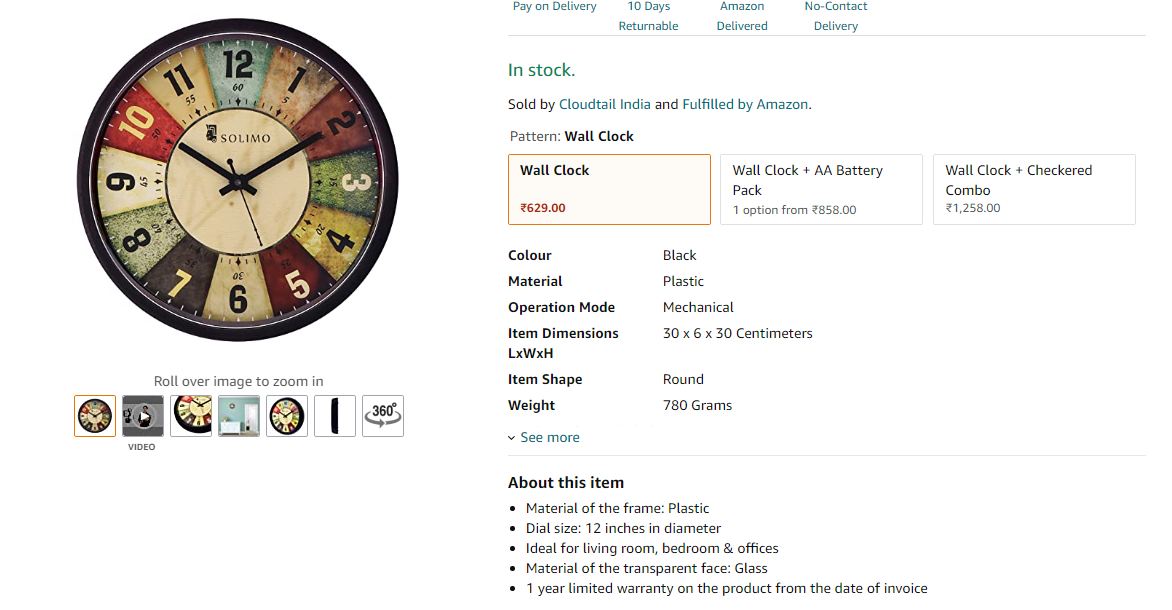 12
11
1
60
55
10
2
50
SOLIMO
9
3
45
15
8
4
20
7
5
35
25
30
6
Roll over image to zoom in
360°
VIDEO
Pay on Delivery
10 Days
Returnable
Amazon
Delivered
No-Contact
Delivery
In stock.
Sold by Cloudtail India and Fulfilled by Amazon.
Pattern: Wall Clock
Wall Clock
₹629.00
Wall Clock + AA Battery
Pack
1 option from ₹858.00
Wall Clock + Checkered
Combo
₹1,258.00
Colour Black
Material Plastic
Operation Mode Mechanical
Item Dimensions 30 x 6 x 30 Centimeters
LxWxH
Item Shape Round
Weight 780 Grams
See more
About this item
• Material of the frame: Plastic
• Dial size: 12 inches in diameter
• Ideal for living room, bedroom & offices
• Material of the transparent face: Glass
• 1 year limited warranty on the product from the date of invoice